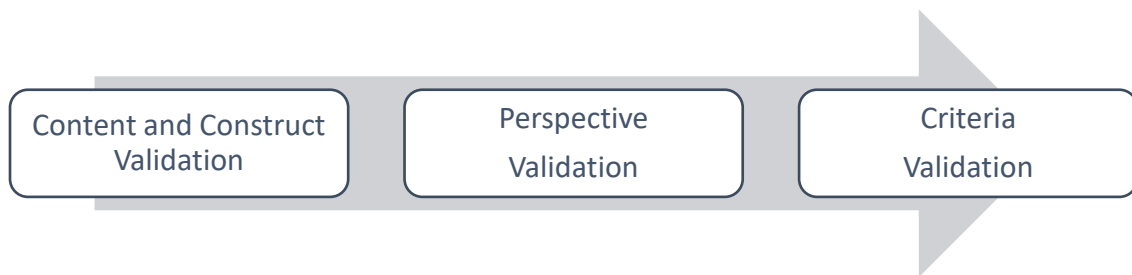 Content and Construct
Validation
Perspective
Validation
Criteria
Validation